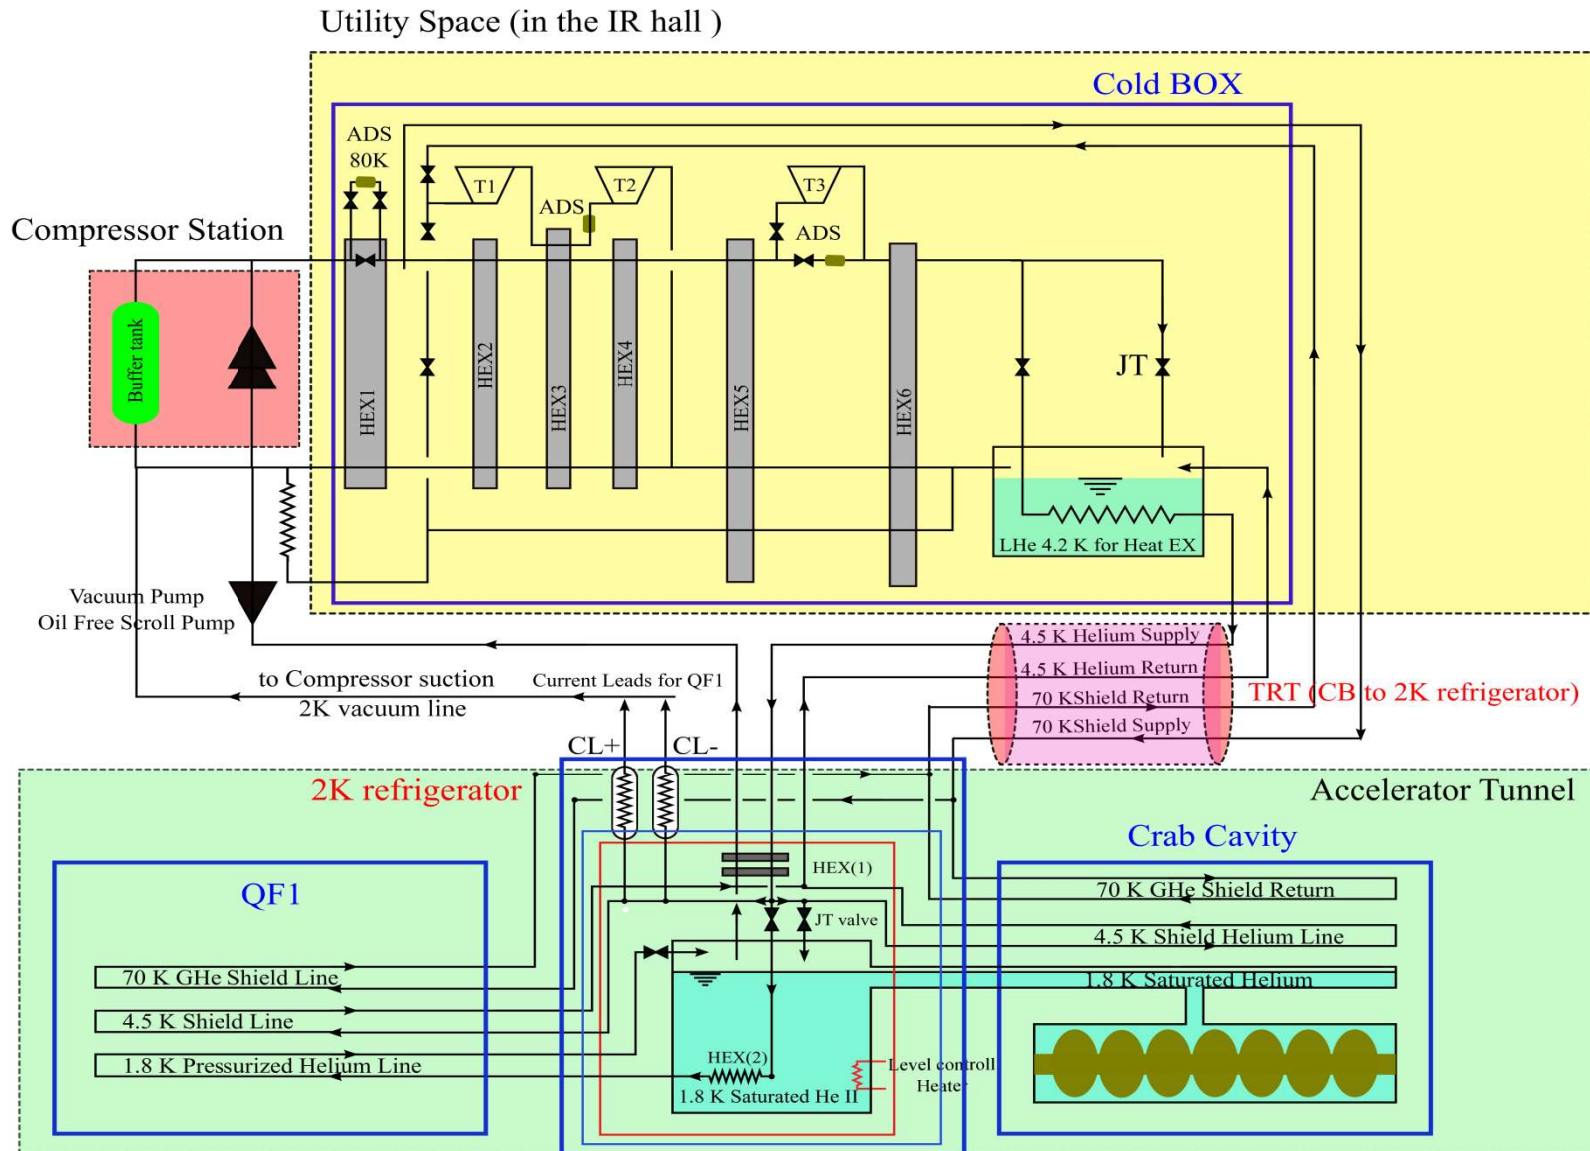 Utility Space (in the IR hall )
Cold BOX
ADS
80K
T1
T2
T3
ADS
ADS
Compressor Station
Buffer tank
HEX1
HEX2
HEX3
HEX4
HEX5
HEX6
JT
LHe 4.2 K for Heat EX
Vacuum Pump
Oil Free Scroll Pump
4.5 K Helium Supply
4.5 K Helium Return
70 KShield Return
70 KShield Supply
TRT (CB to 2K refrigerator)
to Compressor suction
2K vacuum line
Current Leads for QF1
CL+
CL-
2K refrigerator
Accelerator Tunnel
Crab Cavity
QF1
HEX(1)
JT valve
70 K GHe Shield Return
4.5 K Shield Helium Line
1.8 K Saturated Helium
70 K GHe Shield Line
4.5 K Shield Line
1.8 K Pressurized Helium Line
HEX(2)
1.8 K Saturated He II
Level controll
Heater